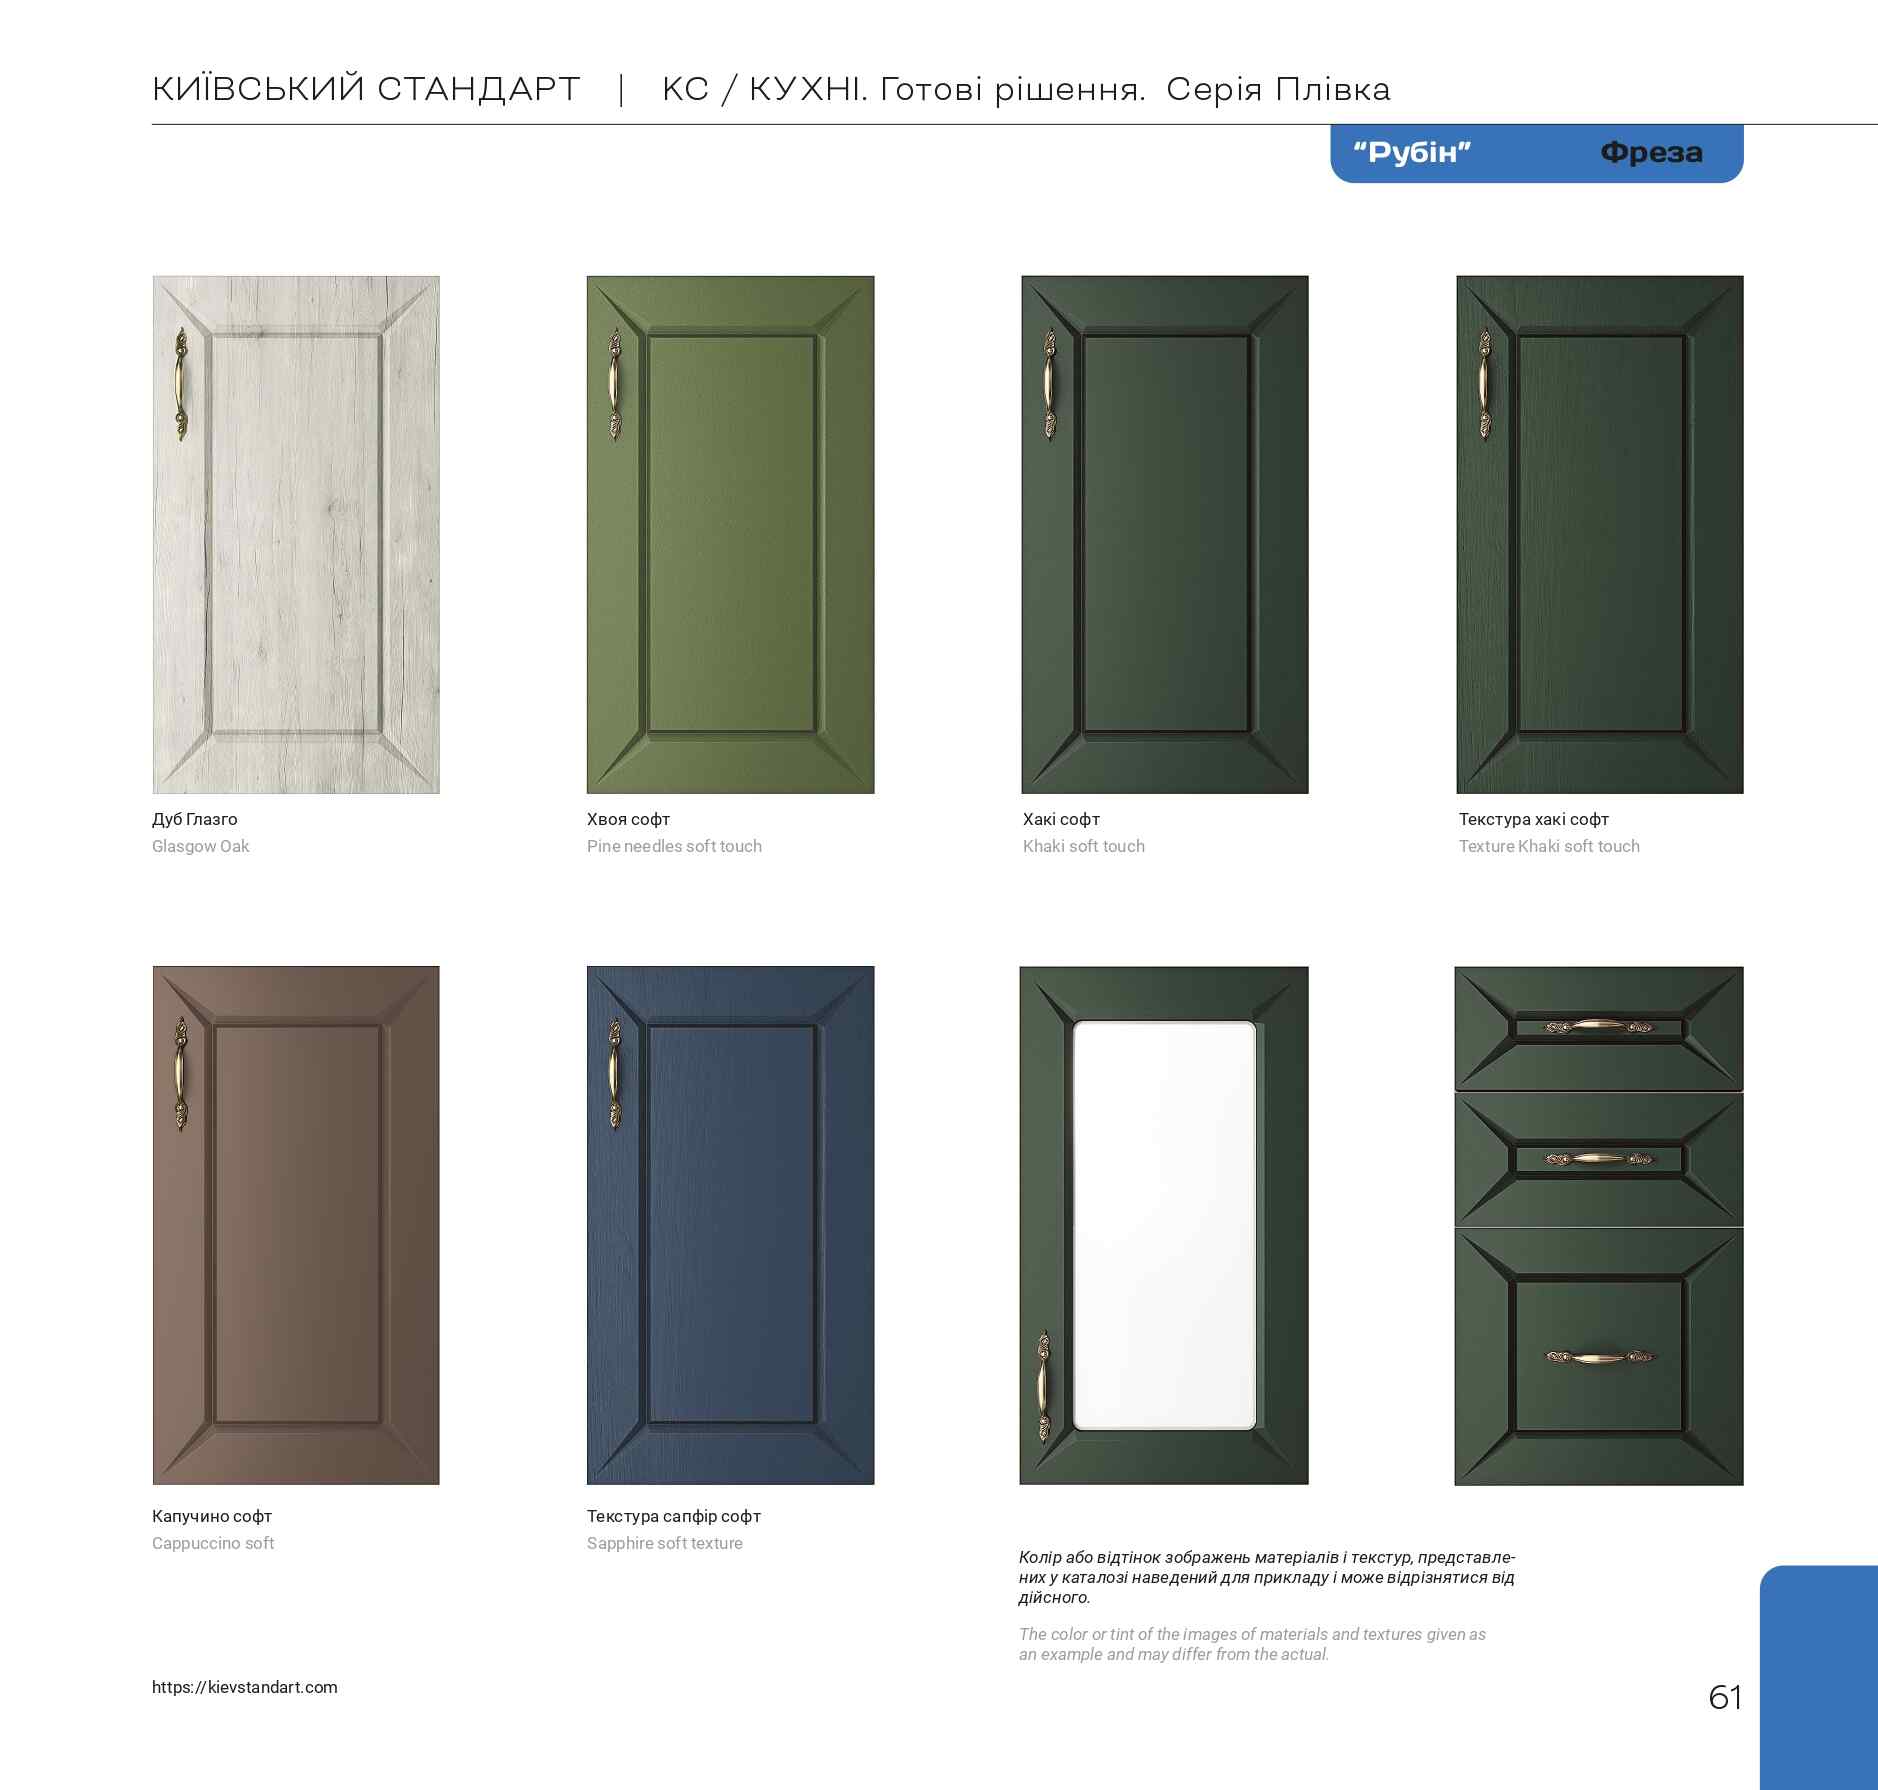 КИЇВСЬКИЙ СТАНДАРТ | КС / КУХНІ. Готові рішення. Серія Плівка
“Рубін” Фреза
Дуб Глазго
Glasgow Oak
Хвоя софт
Pine needles soft touch
Хакі софт
Khaki soft touch
Текстура хакі софт
Texture Khaki soft touch
Капучино софт
Cappuccino soft
Текстура сапфір софт
Sapphire soft texture
Колір або відтінок зображень матеріалів і текстур, представле-
них у каталозі наведений для прикладу і може відрізнятися від
дійсного.
The color or tint of the images of materials and textures given as
an example and may differ from the actual.
https://kievstandart.com
61